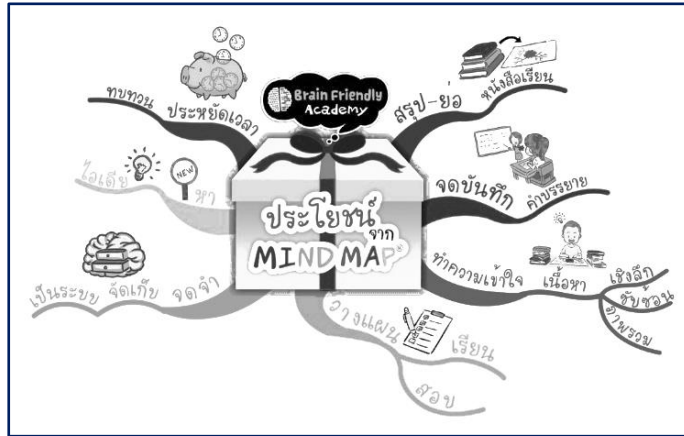 Brain Friendly
Academy
ประโยชน์
จาก
MIND MAP
สรุป-ย่อ
หนังสือเรียน
จดบันทึก
คำบรรยาย
ทำความเข้าใจ
เนื้อหา
เชิงลึก
ซับซ้อน
ภาพรวม
วางแผน
เรียน
สอบ
จดจำ
จัดเก็บ
เป็นระบบ
หา
NEW
ไอเดีย
ประหยัดเวลา
ทบทวน